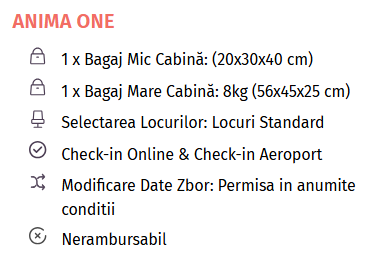 ANIMA ONE
1 x Bagaj Mic Cabină: (20x30x40 cm)
1 x Bagaj Mare Cabină: 8kg (56x45x25 cm)
Selectarea Locurilor: Locuri Standard
Check-in Online & Check-in Aeroport
Modificare Date Zbor: Permisa in anumite
conditii
Nerambursabil